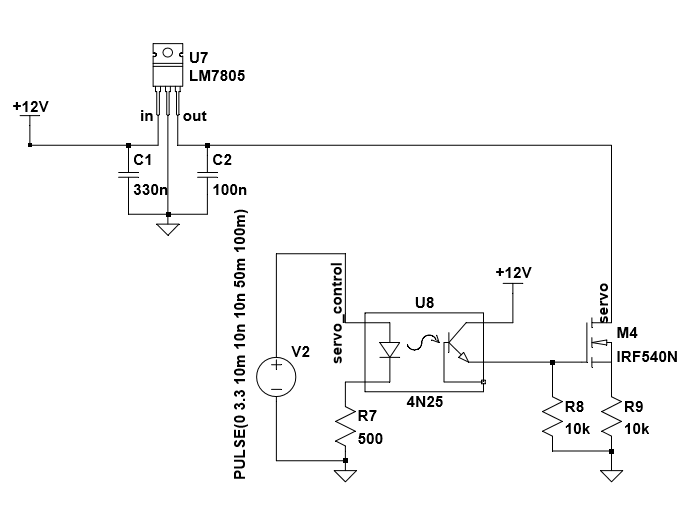 U7
LM7805
+12V
in
out
C1
330n
C2
100n
PULSE(0 3.3 10m 10n 10n 50m 100m)
servo_control
V2
+12V
U8
4N25
R7
500
servo
M4
IRF540N
R8
10k
R9
10k